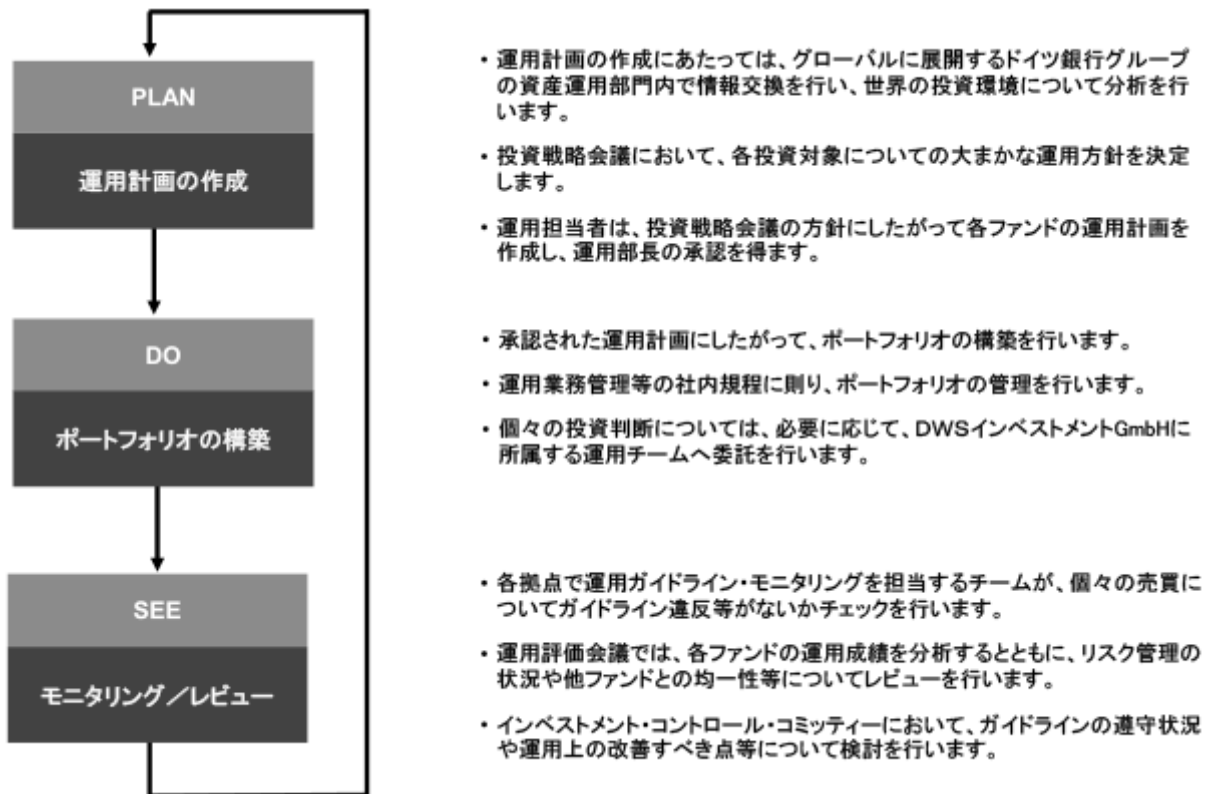 PLAN
運用計画の作成
・運用計画の作成にあたっては、グローバルに展開するドイツ銀行グループ
の資産運用部門内で情報交換を行い、世界の投資環境について分析を行
います。
・投資戦略会議において、各投資対象についての大まかな運用方針を決定
します。
・運用担当者は、投資戦略会議の方針にしたがって各ファンドの運用計画を
作成し、運用部長の承認を得ます。
DO
ポートフォリオの構築
・承認された運用計画にしたがって、ポートフォリオの構築を行います。
・運用業務管理等の社内規程に則り、ポートフォリオの管理を行います。
・個々の投資判断については、必要に応じて、DWSインベストメントGmbHに
所属する運用チームへ委託を行います。
SEE
モニタリング／レビュー
・各拠点で運用ガイドライン・モニタリングを担当するチームが、個々の売買に
ついてガイドライン違反等がないかチェックを行います。
・運用評価会議では、各ファンドの運用成績を分析するとともに、リスク管理の
状況や他ファンドとの均一性等についてレビューを行います。
・インベストメント・コントロール・コミッティーにおいて、ガイドラインの遵守状況
や運用上の改善すべき点等について検討を行います。